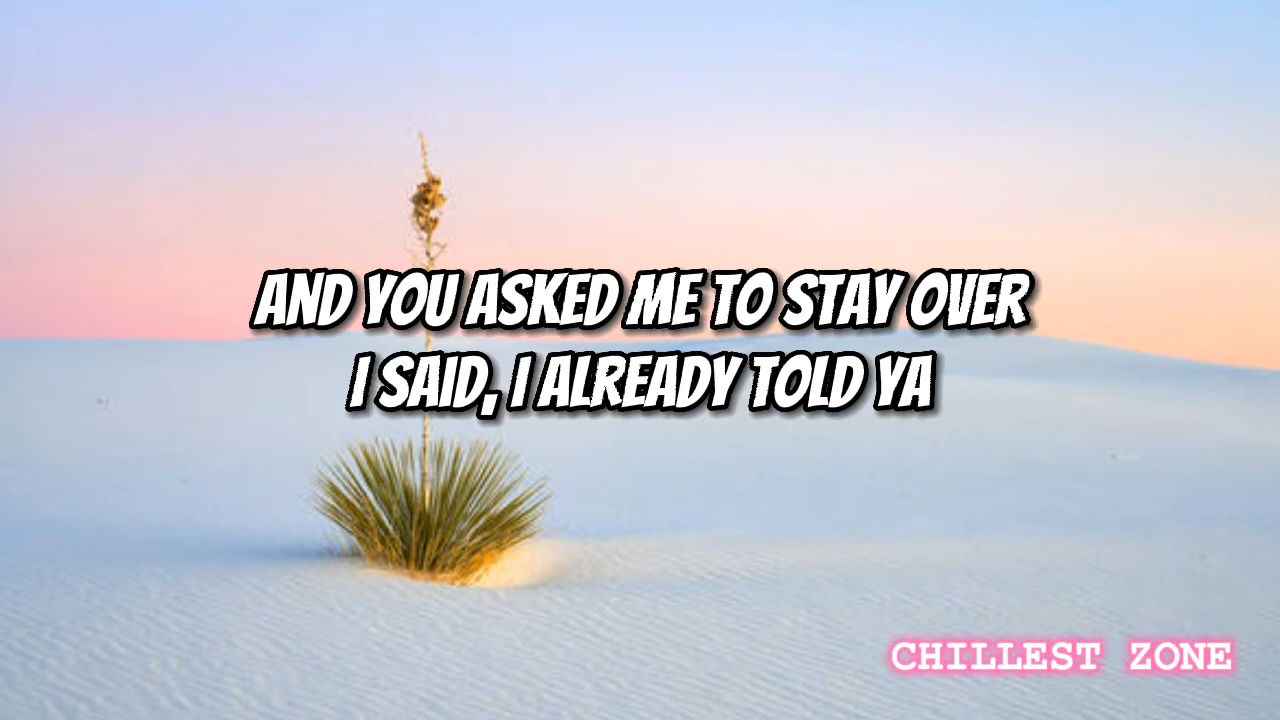 AND YOU ASKED ME TO STAY OVER
I SAID, I ALREADY TOLD YA
CHILLEST ZONE